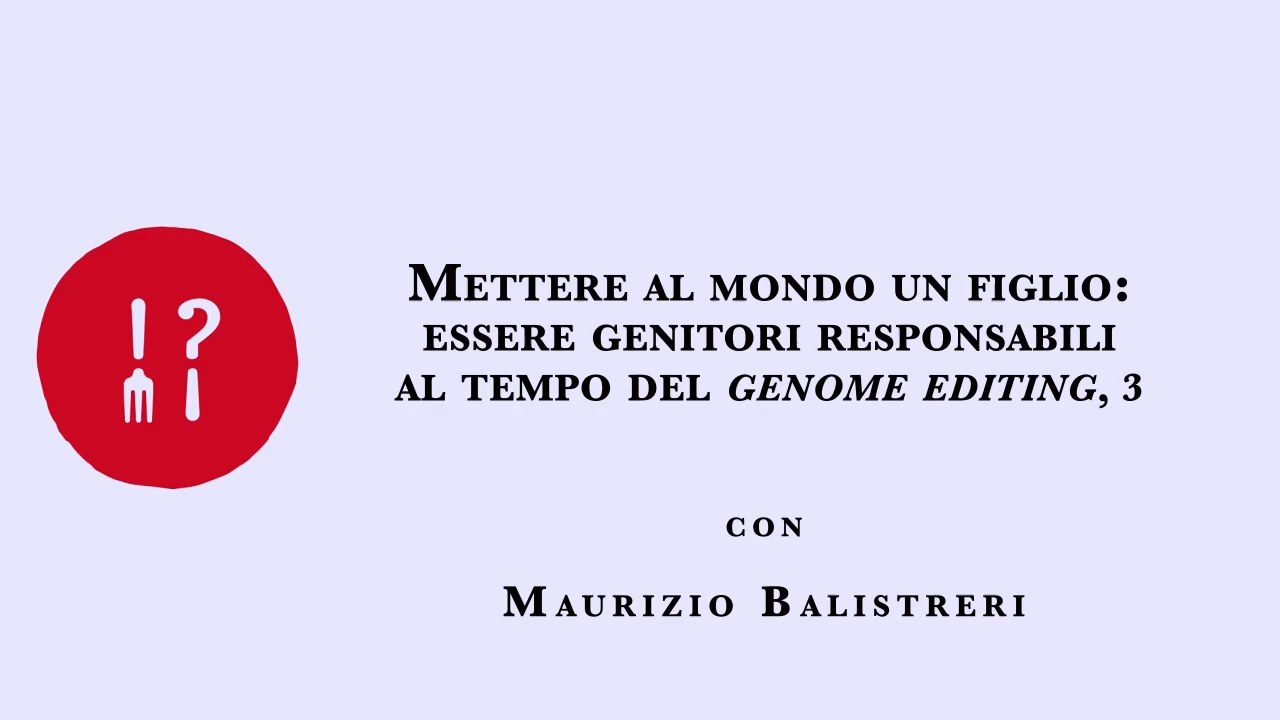 !?
Mettere al mondo un figlio:
essere genitori responsabili
al tempo del genome editing, 3
con
Maurizio Balistreri